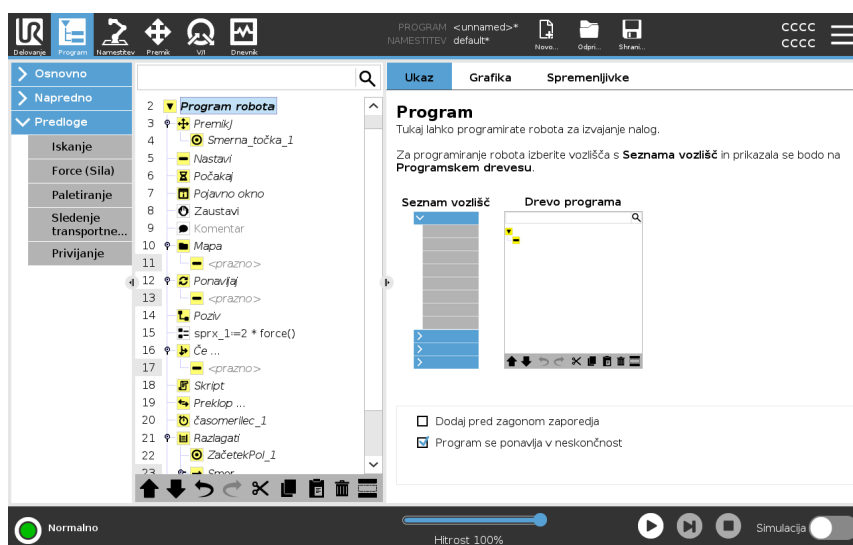 PROGRAM <unnamed>*
NAMESTITEV default*
CCCC
CCCC
Delovanje
Program
Namestitev
Premik
V/I
Dnevnik
Novo...
Odpri...
Shrani...
Osnovno
Napredno
Predloge
Iskanje
Force (Sila)
Paletiranje
Sledenje
transportne...
Privijanje
2 Program robota
3 PremikJ
4 Smerna_točka_1
5 Nastavi
6 Počakaj
7 Pojavno okno
8 Zaustavi
9 Komentar
10 Mapa
11 <prazno>
12 Ponavljaj
13 <prazno>
14 Poziv
15 sprx_1:=2 * force()
16 Če ...
17 <prazno>
18 Skript
19 Preklop ...
20 časomerilec_1
21 Razlagati
22 ZačetekPol_1
23 Smer
Ukaz
Grafika
Spremenljivke
Program
Tukaj lahko programirate robota za izvajanje nalog.
Za programiranje robota izberite vozlišča s Seznama vozlišč in prikazala se bodo na
Programskem drevesu.
Seznam vozlišč
Drevo programa
Dodaj pred zagonom zaporedja
Program se ponavlja v neskončnost
Normalno
Hitrost 100%
Simulacija